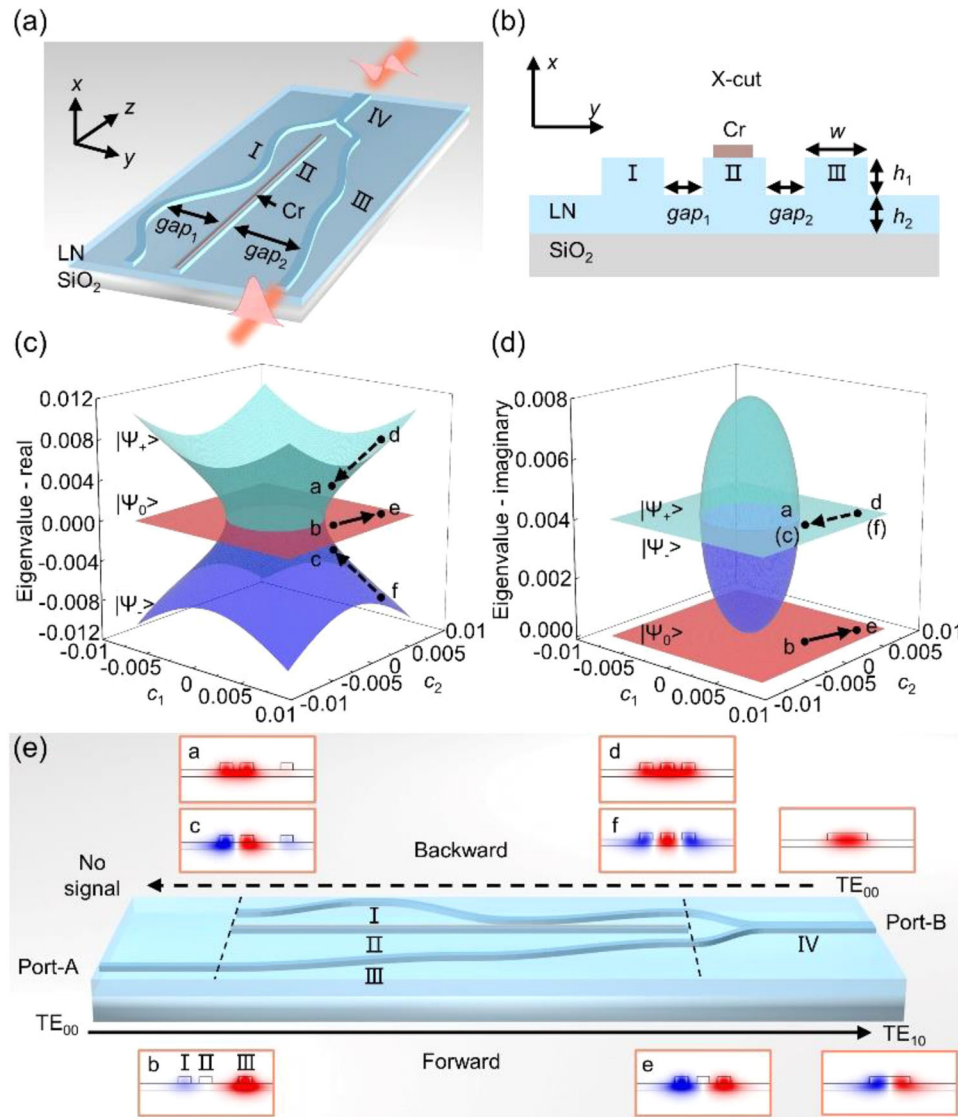 (a)
x
z
y
I
II
III
IV
Cr
gap1
gap2
LN
SiO2
(b)
x
y
X-cut
Cr
w
I
II
III
h1
h2
gap1
gap2
LN
SiO2
(c)
Eigenvalue - real
0.012
0.008
0.004
0.000
-0.004
-0.008
-0.012
|Ψ+>
|Ψ0>
|Ψ->
a
b
c
d
e
f
-0.01
-0.005
0
0.005
0.01
c1
-0.01
-0.005
0
0.005
0.01
c2
(d)
Eigenvalue - imaginary
0.008
0.006
0.004
0.002
0.000
|Ψ+>
|Ψ->
|Ψ0>
a
(c)
d
(f)
b
e
-0.01
-0.005
0
0.005
0.01
c1
-0.01
-0.005
0
0.005
0.01
c2
(e)
a
c
d
f
No
signal
Backward
TE00
I
II
III
IV
Port-A
Port-B
TE00
Forward
TE10
b I II III
e